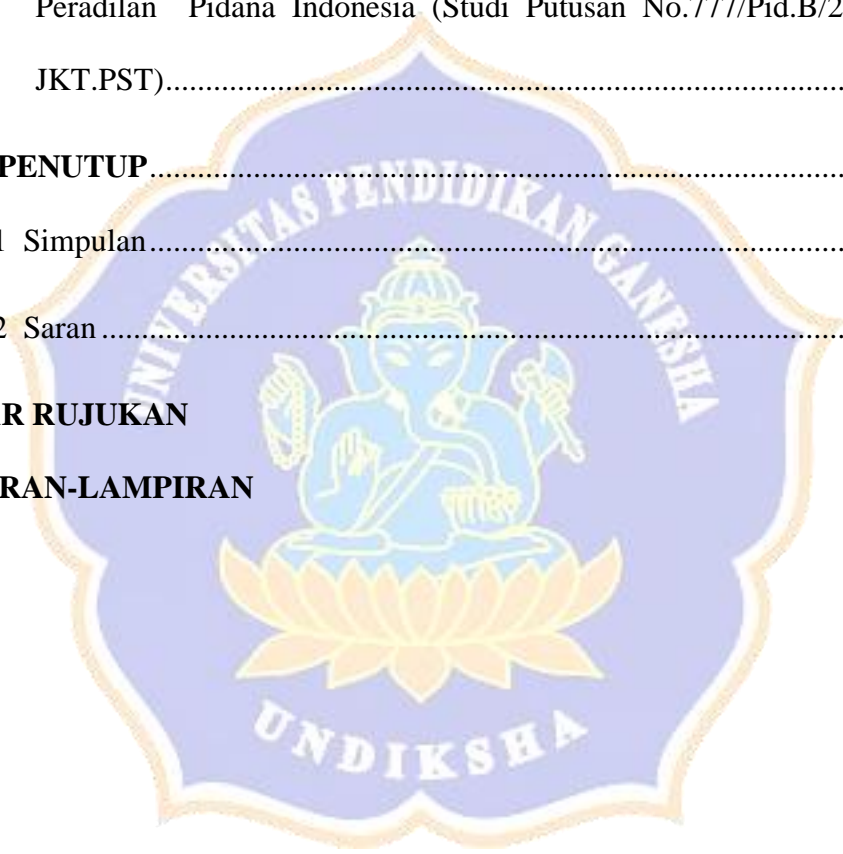 Peradilan Pidana Indonesia (Studi Putusan No.777/Pid.B/2
JKT.PST)
PENUTUP
UNIVERSITAS PENDIDIKAN GANESHA
Simpulan
2 Saran
RUJUKAN
RAN-LAMPIRAN
UNDIKSHA